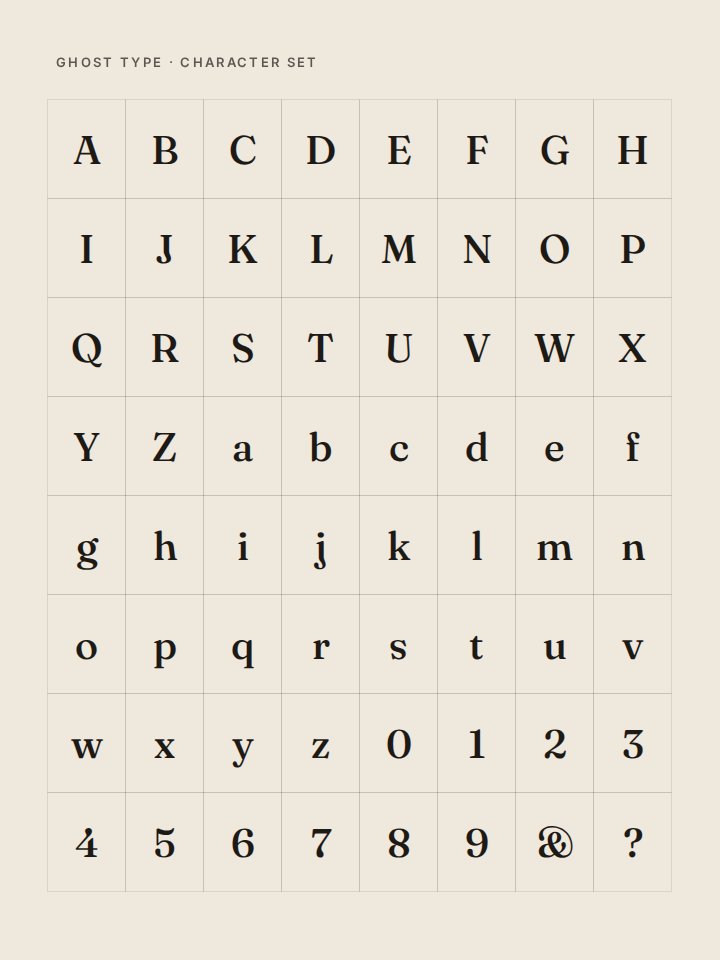 GHOST TYPE · CHARACTER SET
A B C D E F G H
I J K L M N O P
Q R S T U V W X
Y Z a b c d e f
g h i j k l m n
o p q r s t u v
w x y z 0 1 2 3
4 5 6 7 8 9 & ?